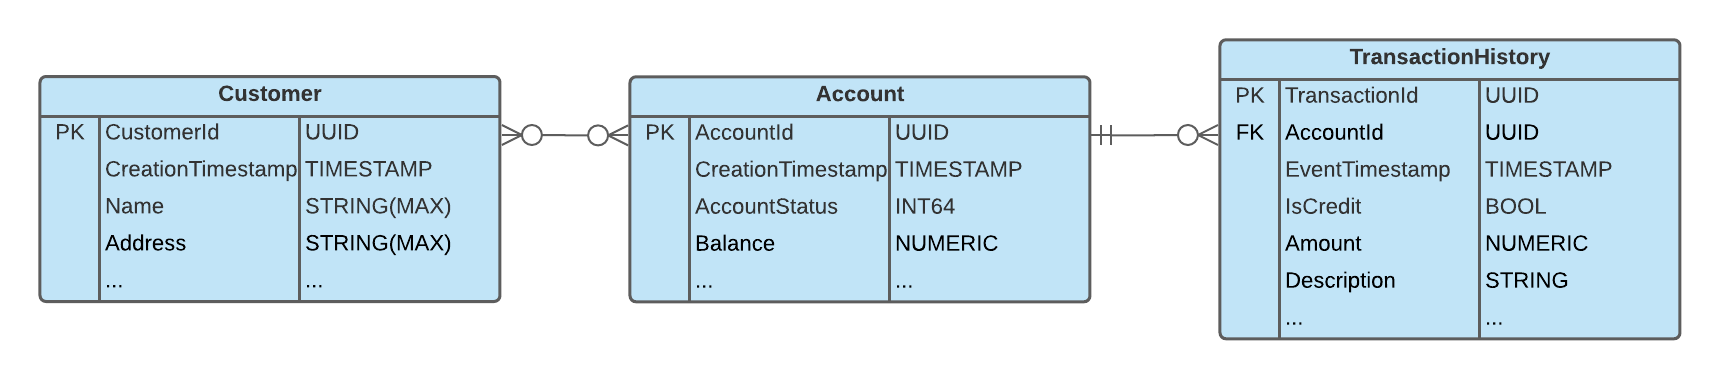 Customer
PK CustomerId UUID
CreationTimestamp TIMESTAMP
Name STRING(MAX)
Address STRING(MAX)
... ...
Account
PK AccountId UUID
CreationTimestamp TIMESTAMP
AccountStatus INT64
Balance NUMERIC
... ...
TransactionHistory
PK TransactionId UUID
FK AccountId UUID
EventTimestamp TIMESTAMP
IsCredit BOOL
Amount NUMERIC
Description STRING
... ...